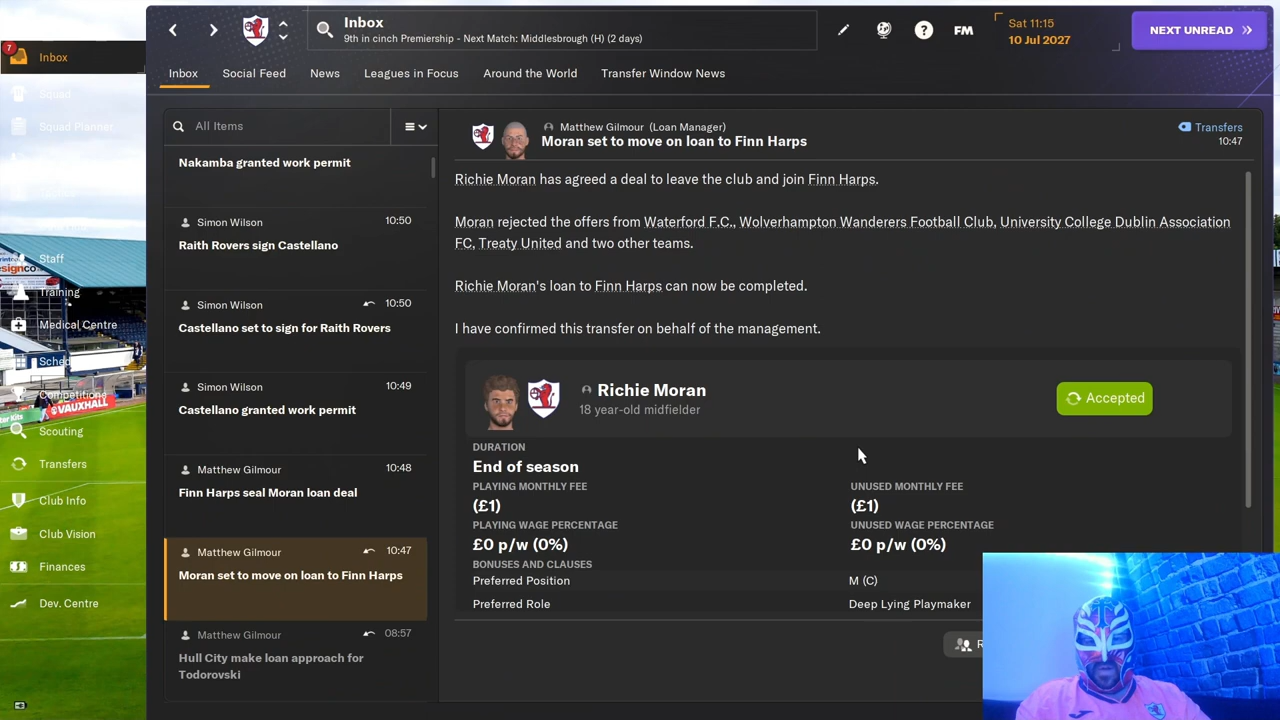 Inbox
9th in cinch Premiership - Next Match: Middlesbrough (H) (2 days)
Sat 11:15
10 Jul 2027
FM
NEXT UNREAD
7
Inbox
Squad
Squad Planner
Staff
Training
Medical Centre
Sched
Competitions
Scouting
Transfers
Club Info
Club Vision
Finances
Dev. Centre
VAUXHALL
Inbox
Social Feed
News
Leagues in Focus
Around the World
Transfer Window News
All Items
Nakamba granted work permit
Simon Wilson 10:50
Raith Rovers sign Castellano
Simon Wilson 10:50
Castellano set to sign for Raith Rovers
Simon Wilson 10:49
Castellano granted work permit
Matthew Gilmour 10:48
Finn Harps seal Moran loan deal
Matthew Gilmour 10:47
Moran set to move on loan to Finn Harps
Matthew Gilmour 08:57
Hull City make loan approach for
Todorovski
Matthew Gilmour (Loan Manager)
Moran set to move on loan to Finn Harps
Transfers
10:47
Richie Moran has agreed a deal to leave the club and join Finn Harps.
Moran rejected the offers from Waterford F.C., Wolverhampton Wanderers Football Club, University College Dublin Association
FC, Treaty United and two other teams.
Richie Moran's loan to Finn Harps can now be completed.
I have confirmed this transfer on behalf of the management.
Richie Moran
18 year-old midfielder
Accepted
DURATION
End of season
PLAYING MONTHLY FEE UNUSED MONTHLY FEE
(£1) (£1)
PLAYING WAGE PERCENTAGE UNUSED WAGE PERCENTAGE
£0 p/w (0%) £0 p/w (0%)
BONUSES AND CLAUSES
Preferred Position M (C)
Preferred Role Deep Lying Playmaker